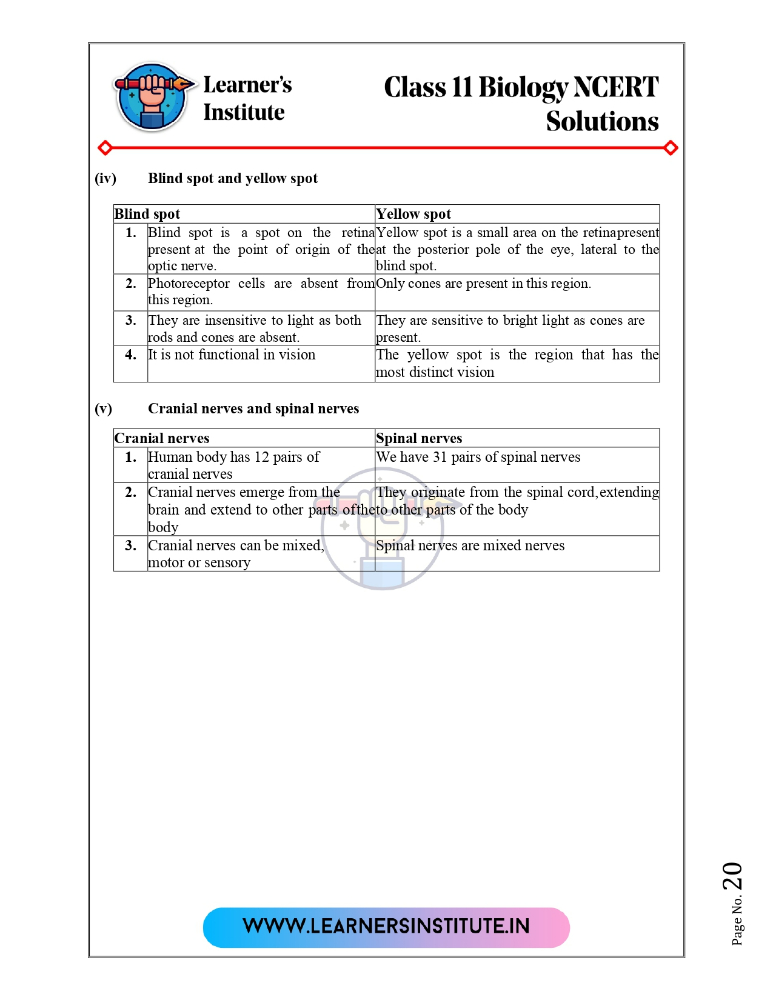 Learner's
Institute
Class 11 Biology NCERT
Solutions
(iv) Blind spot and yellow spot
Blind spot Yellow spot
1. Blind spot is a spot on the retina
present at the point of origin of the
optic nerve.
Yellow spot is a small area on the retinapresent
at the posterior pole of the eye, lateral to the
blind spot.
2. Photoreceptor cells are absent from
this region.
Only cones are present in this region.
3. They are insensitive to light as both
rods and cones are absent.
They are sensitive to bright light as cones are
present.
4. It is not functional in vision
The yellow spot is the region that has the
most distinct vision
(v) Cranial nerves and spinal nerves
Cranial nerves Spinal nerves
1. Human body has 12 pairs of
cranial nerves
We have 31 pairs of spinal nerves
2. Cranial nerves emerge from the
brain and extend to other parts ofthe
body
They originate from the spinal cord,extending
to other parts of the body
3. Cranial nerves can be mixed,
motor or sensory
Spinal nerves are mixed nerves
WWW.LEARNERSINSTITUTE.IN
Page No. 20